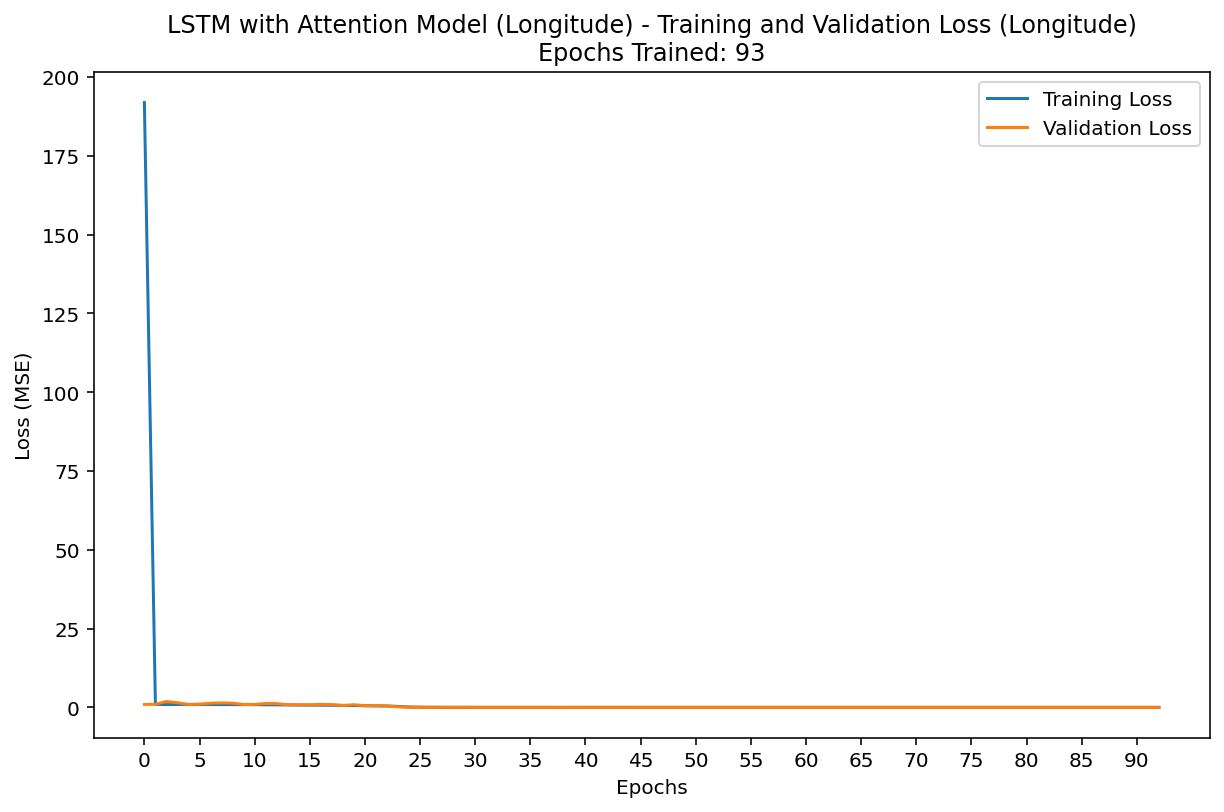 LSTM with Attention Model (Longitude) - Training and Validation Loss (Longitude)
Epochs Trained: 93
Training Loss
Validation Loss
Loss (MSE)
200
175
150
125
100
75
50
25
0
0 5 10 15 20 25 30 35 40 45 50 55 60 65 70 75 80 85 90
Epochs